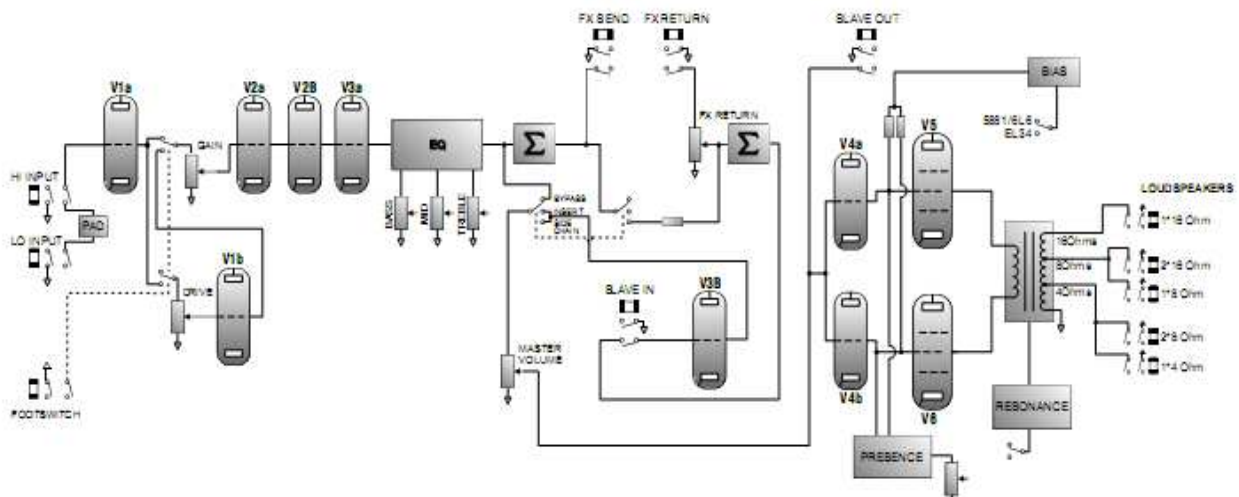 FX SEND
FX RETURN
SLAVE OUT
V1a
V2a
V2B
V3a
BIAS
5881/6L6
EL34
FX RETURN
V5
EQ
Σ
Σ
GAIN
V4a
HI INPUT
LOUDSPEAKERS
BYPASS
INSERT
SIDE
CHAIN
BASS
MID
TREBLE
PAD
1*16 Ohm
LO INPUT
16Ohms
V1b
8Ohms
2*16 Ohm
SLAVE IN
V3B
4Ohms
1*8 Ohm
DRIVE
2*8 Ohm
MASTER
VOLUME
1*4 Ohm
V4b
V6
RESONANCE
FOOTSWITCH
PRESENCE